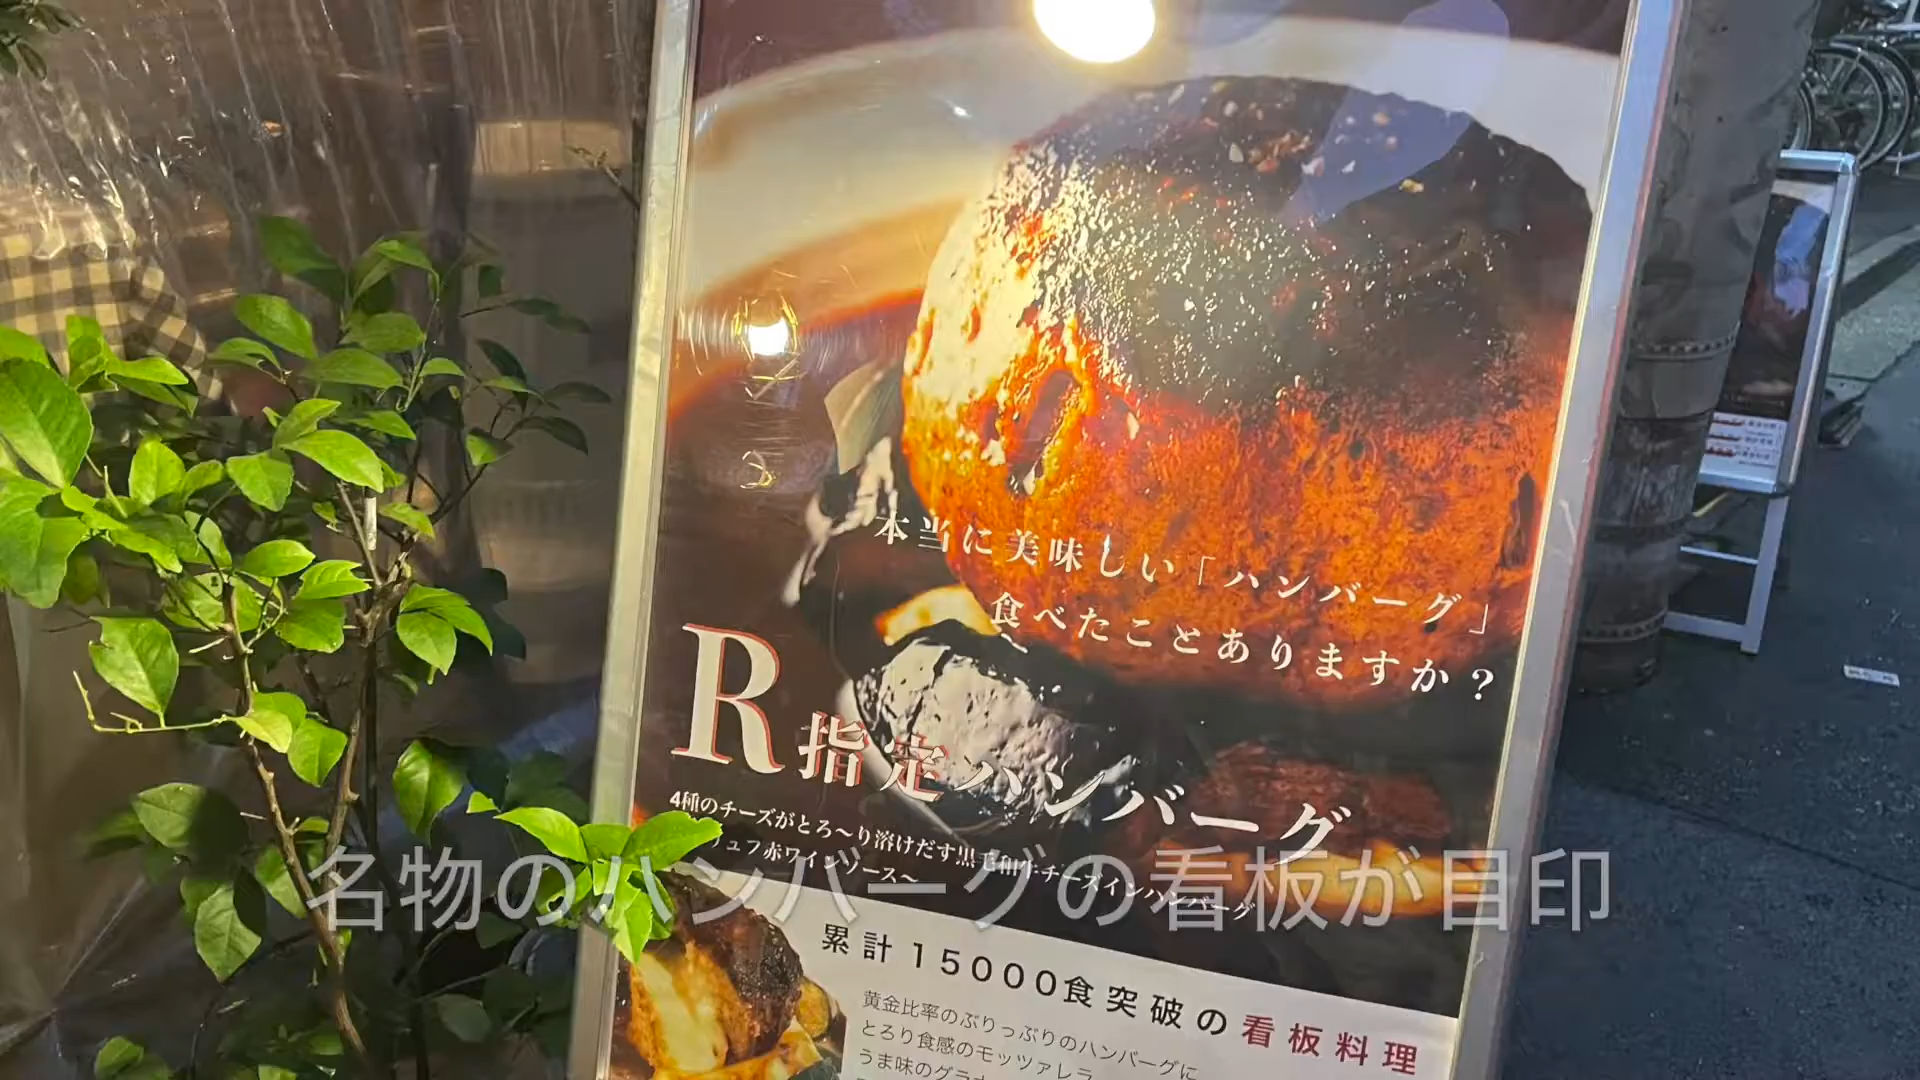 本当に美味しい「ハンバーグ」
食べたことありますか?
R指定ハンバーグ
4種のチーズがとろ〜り溶けだす黒毛和牛チーズインハンバーグ
リュフ赤ワインソース〜
名物のハンバーグの看板が目印
累計15000食突破の看板料理
黄金比率のぷりっぷりのハンバーグに
とろり食感のモッツァレラ
うま味のグラ